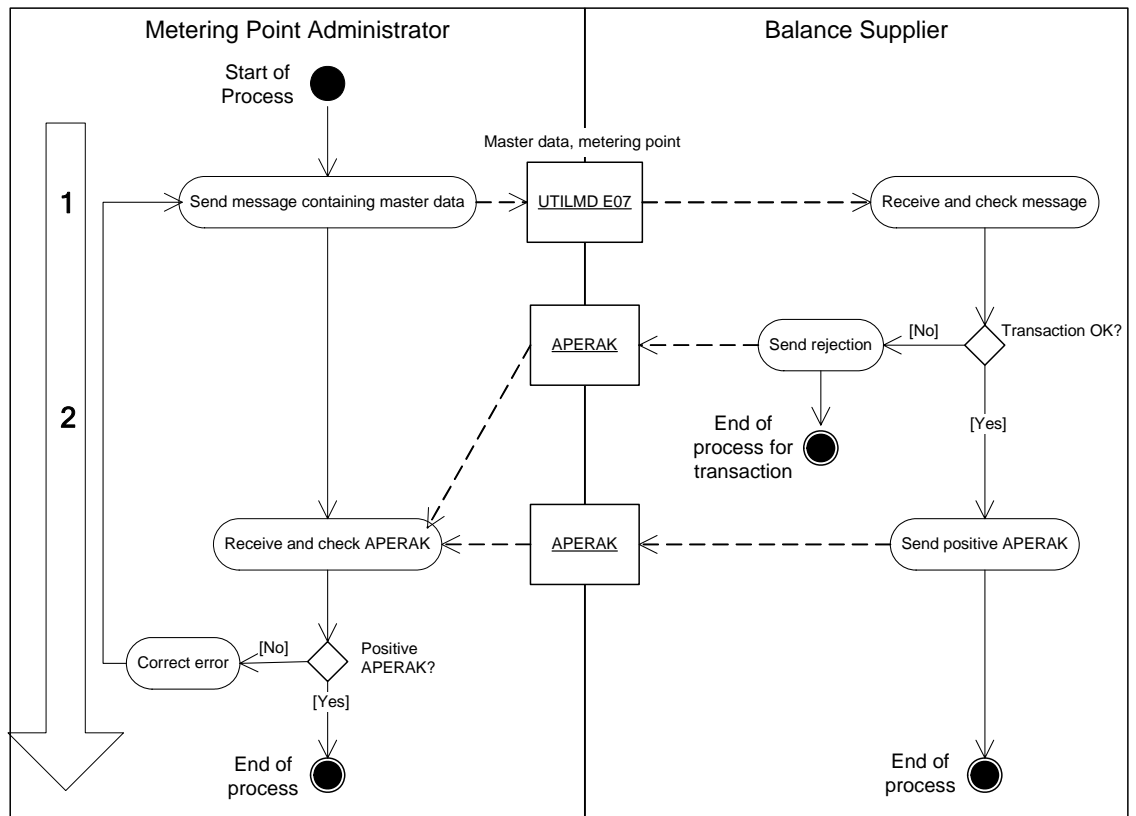 Metering Point Administrator
Balance Supplier
Start of
Process
Master data, metering point
1
Send message containing master data
UTILMD E07
Receive and check message
Transaction OK?
[No]
Send rejection
APERAK
2
[Yes]
End of
process for
transaction
Receive and check APERAK
APERAK
Send positive APERAK
Positive
APERAK?
[No]
Correct error
[Yes]
End of
process
End of
process